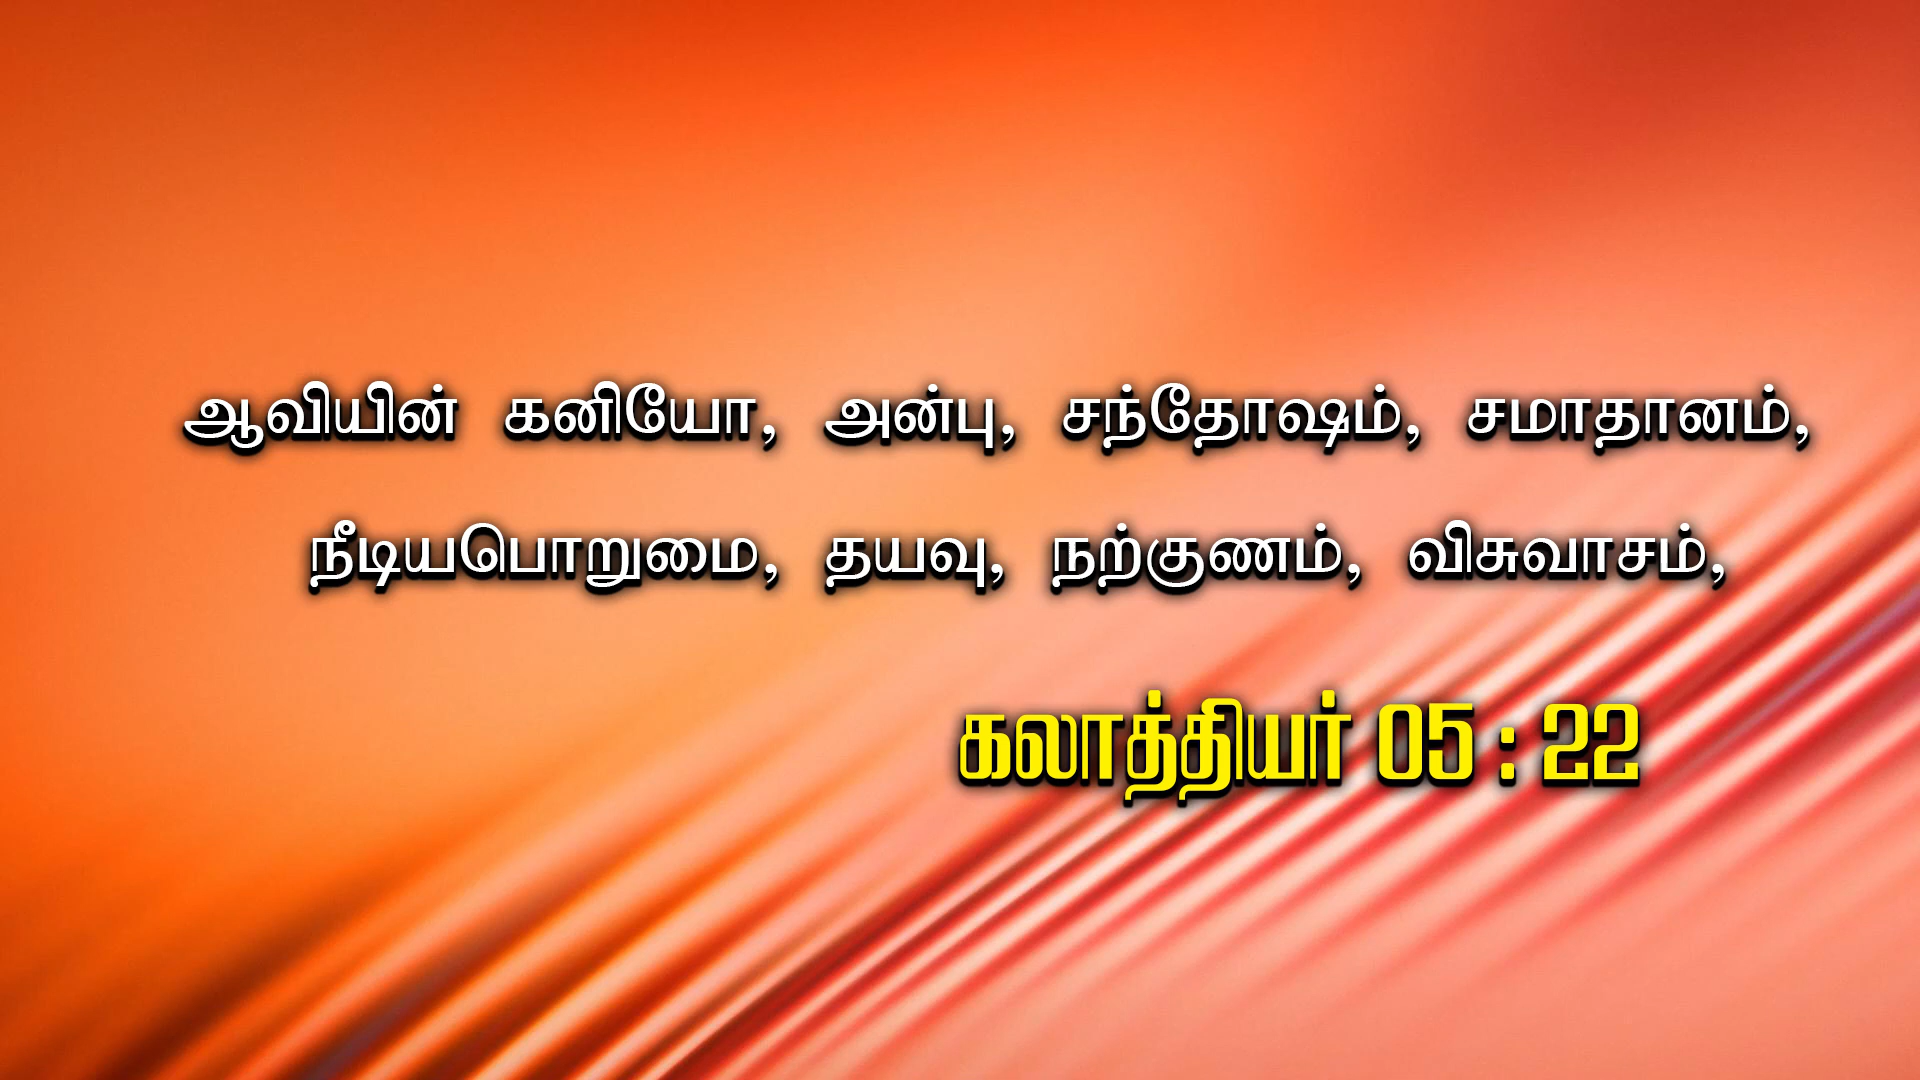 ஆவியின் கனியோ, அன்பு, சந்தோஷம், சமாதானம்,
நீடியபொறுமை, தயவு, நற்குணம், விசுவாசம்,
கலாத்தியர் 05 : 22